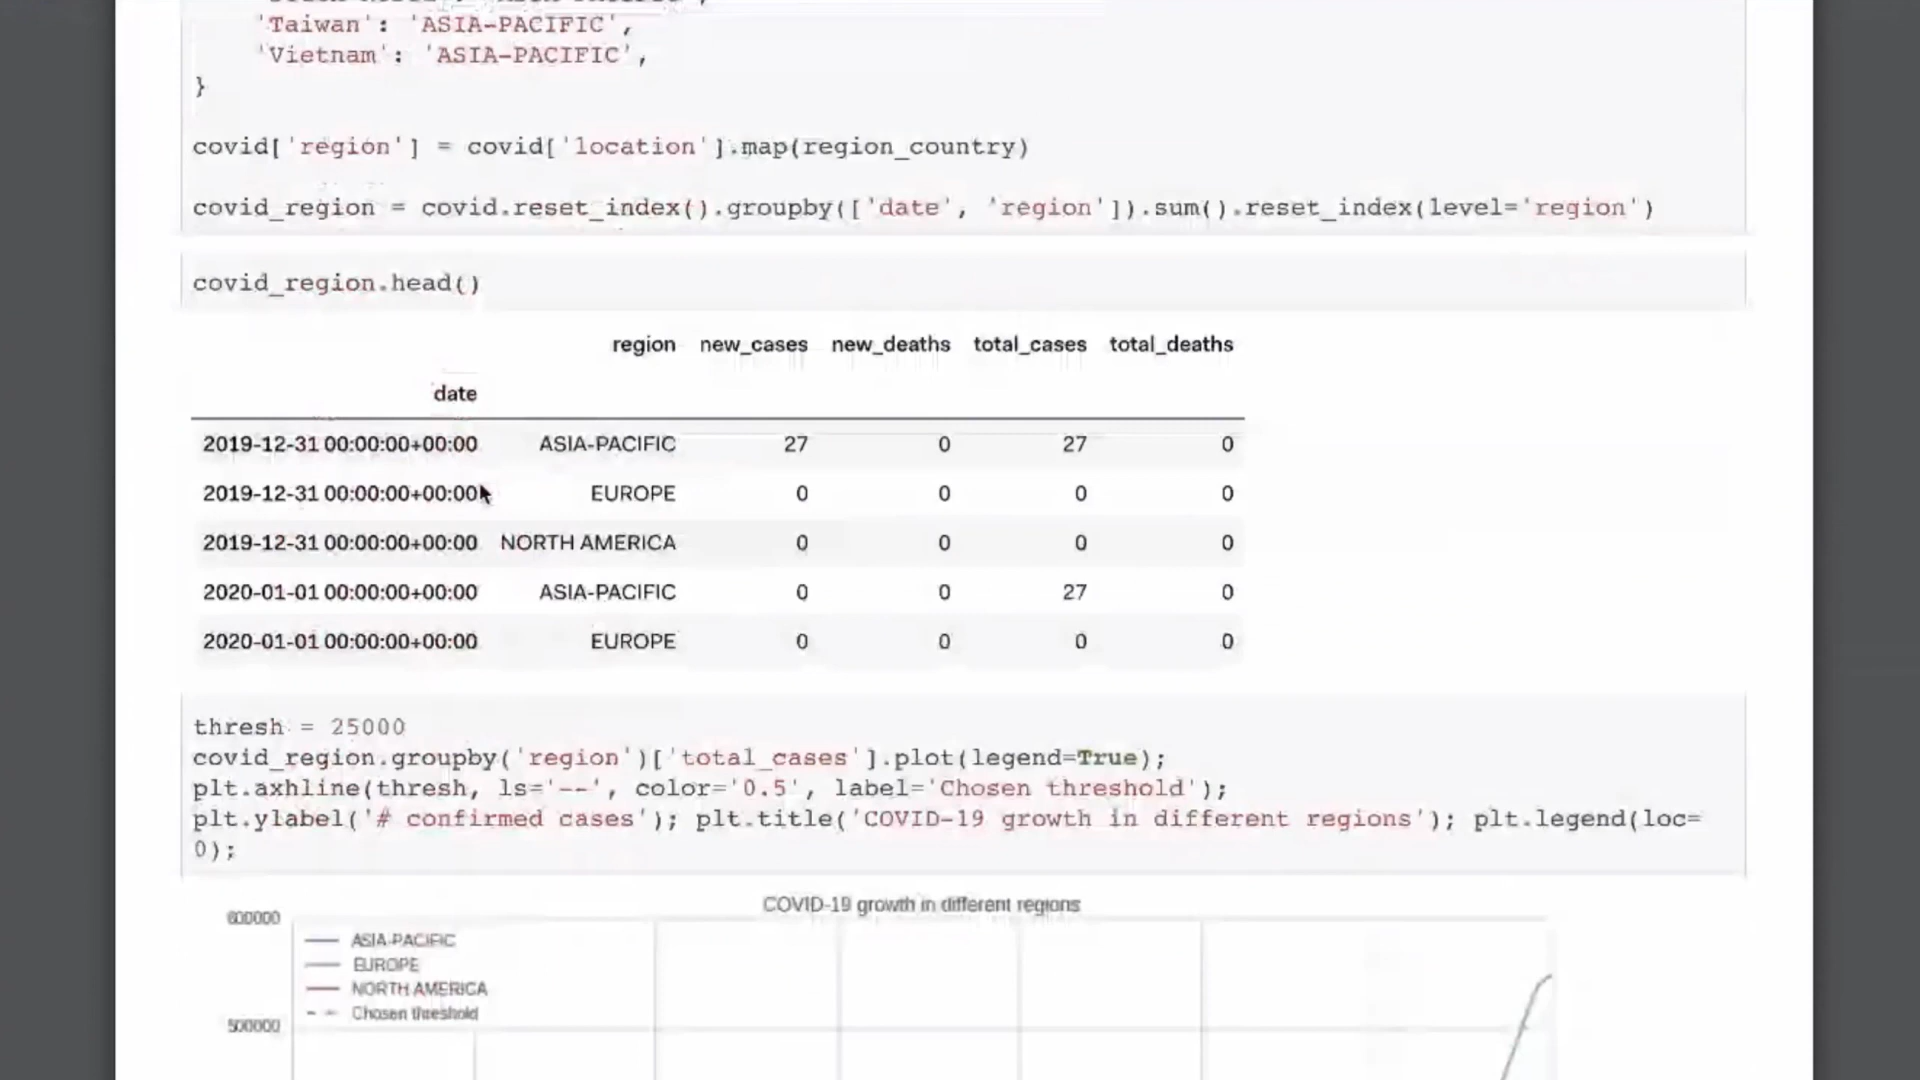 'Taiwan': 'ASIA-PACIFIC',
'Vietnam': 'ASIA-PACIFIC',
}
covid['region'] = covid['location'].map(region_country)
covid_region = covid.reset_index().groupby(['date', 'region']).sum().reset_index(level='region')
covid_region.head()
region new_cases new_deaths total_cases total_deaths
date
2019-12-31 00:00:00+00:00 ASIA-PACIFIC 27 0 27 0
2019-12-31 00:00:00+00:00 EUROPE 0 0 0 0
2019-12-31 00:00:00+00:00 NORTH AMERICA 0 0 0 0
2020-01-01 00:00:00+00:00 ASIA-PACIFIC 0 0 27 0
2020-01-01 00:00:00+00:00 EUROPE 0 0 0 0
thresh = 25000
covid_region.groupby('region')['total_cases'].plot(legend=True);
plt.axhline(thresh, ls='--', color='0.5', label='Chosen threshold');
plt.ylabel('# confirmed cases'); plt.title('COVID-19 growth in different regions'); plt.legend(loc=
0);
COVID-19 growth in different regions
600000
ASIA-PACIFIC
EUROPE
NORTH AMERICA
Chosen threshold
500000